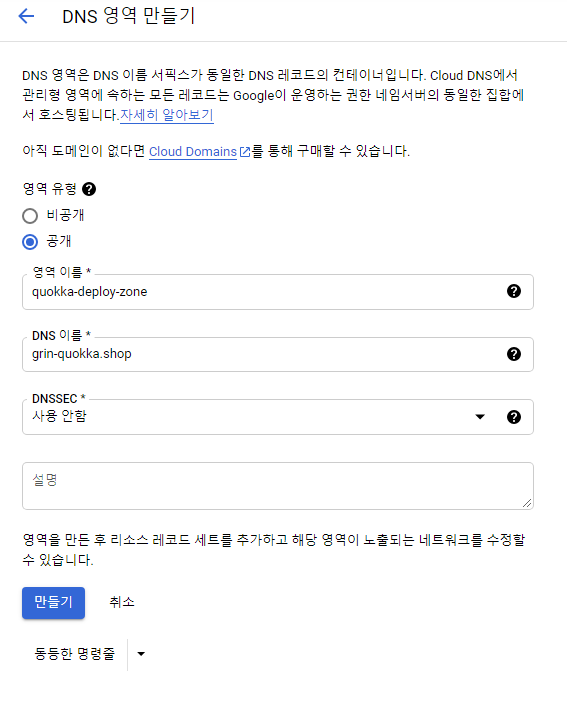 DNS 영역 만들기
DNS 영역은 DNS 이름 서픽스가 동일한 DNS 레코드의 컨테이너입니다. Cloud DNS에서
관리형 영역에 속하는 모든 레코드는 Google이 운영하는 권한 네임서버의 동일한 집합에
서 호스팅됩니다.자세히 알아보기
아직 도메인이 없다면 Cloud Domains를 통해 구매할 수 있습니다.
영역 유형
비공개
공개
영역 이름 *
quokka-deploy-zone
DNS 이름 *
grin-quokka.shop
DNSSEC *
사용 안함
설명
영역을 만든 후 리소스 레코드 세트를 추가하고 해당 영역이 노출되는 네트워크를 수정할
수 있습니다.
만들기 취소
동등한 명령줄